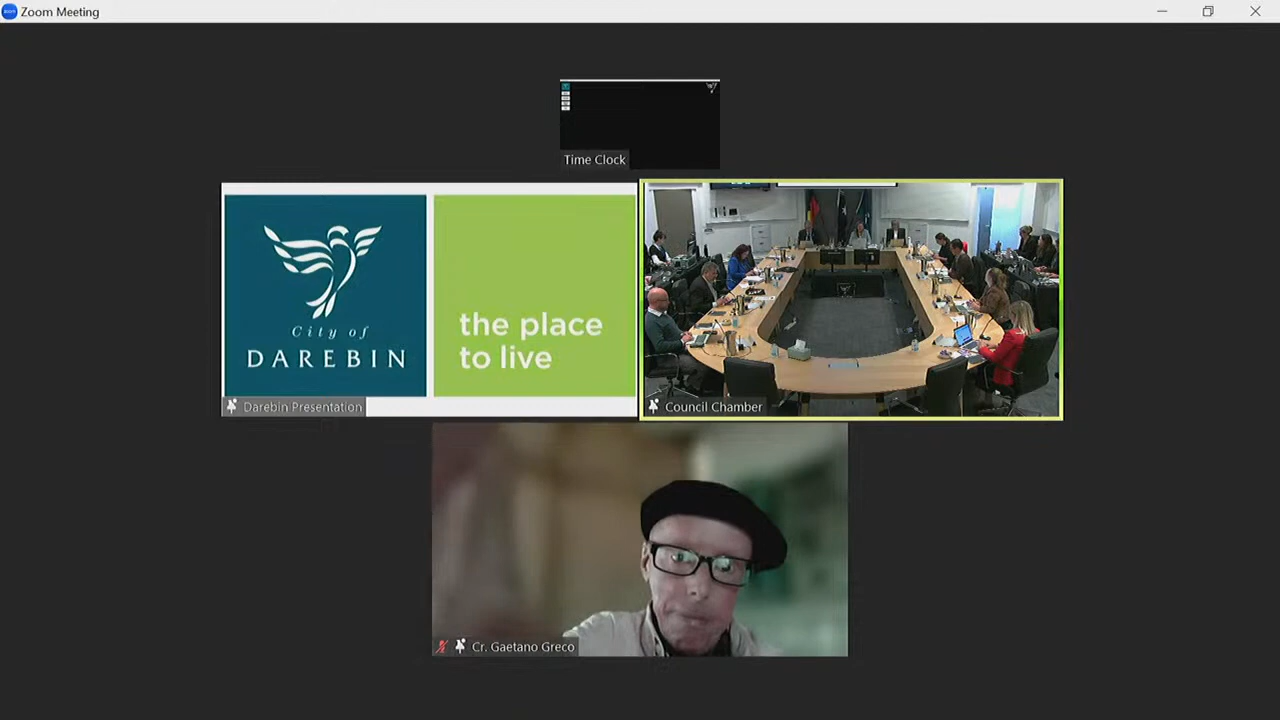 Zoom Meeting
Time Clock
City of
DAREBIN
the place
to live
Darebin Presentation
Council Chamber
Cr. Gaetano Greco